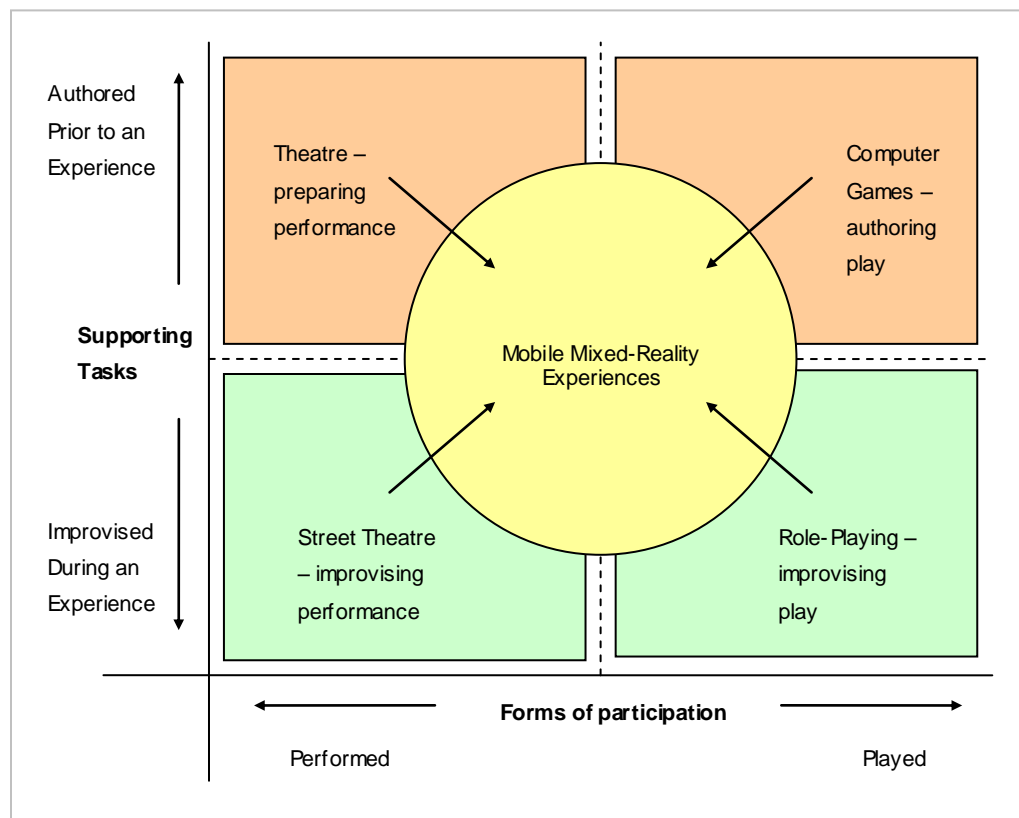 Authored
Prior to an
Experience
Theatre –
preparing
performance
Computer
Games –
authoring
play
Supporting
Tasks
Mobile Mixed-Reality
Experiences
Improvised
During an
Experience
Street Theatre
– improvising
performance
Role-Playing –
improvising
play
Forms of participation
Performed
Played